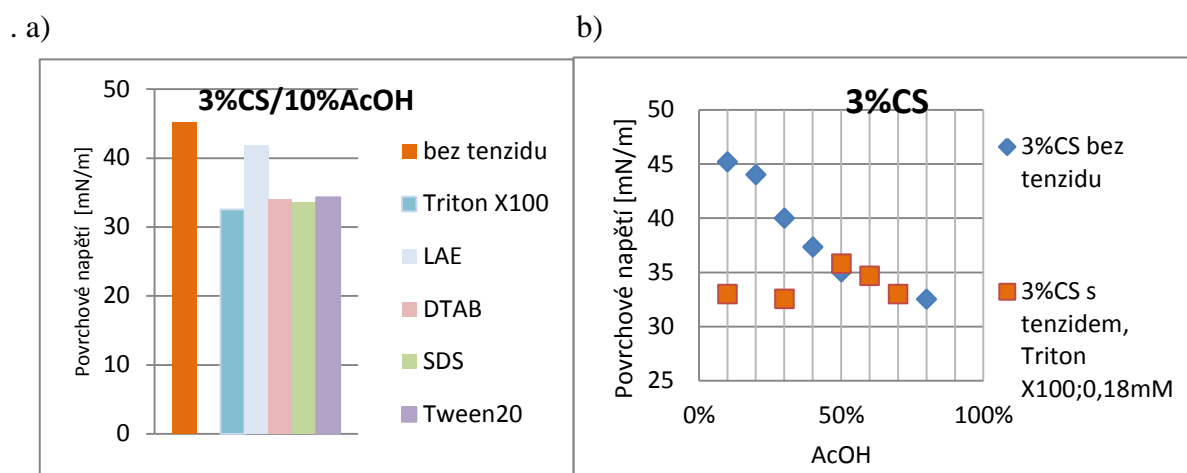 . a)
b)
3%CS/10%AcOH
Povrchové napětí [mN/m]
50
40
30
20
10
0
bez tenzidu
Triton X100
LAE
DTAB
SDS
Tween20
3%CS
Povrchové napětí [mN/m]
50
45
40
35
30
25
0%
50%
100%
AcOH
3%CS bez
tenzidu
3%CS s
tenzidem,
Triton
X100;0,18mM